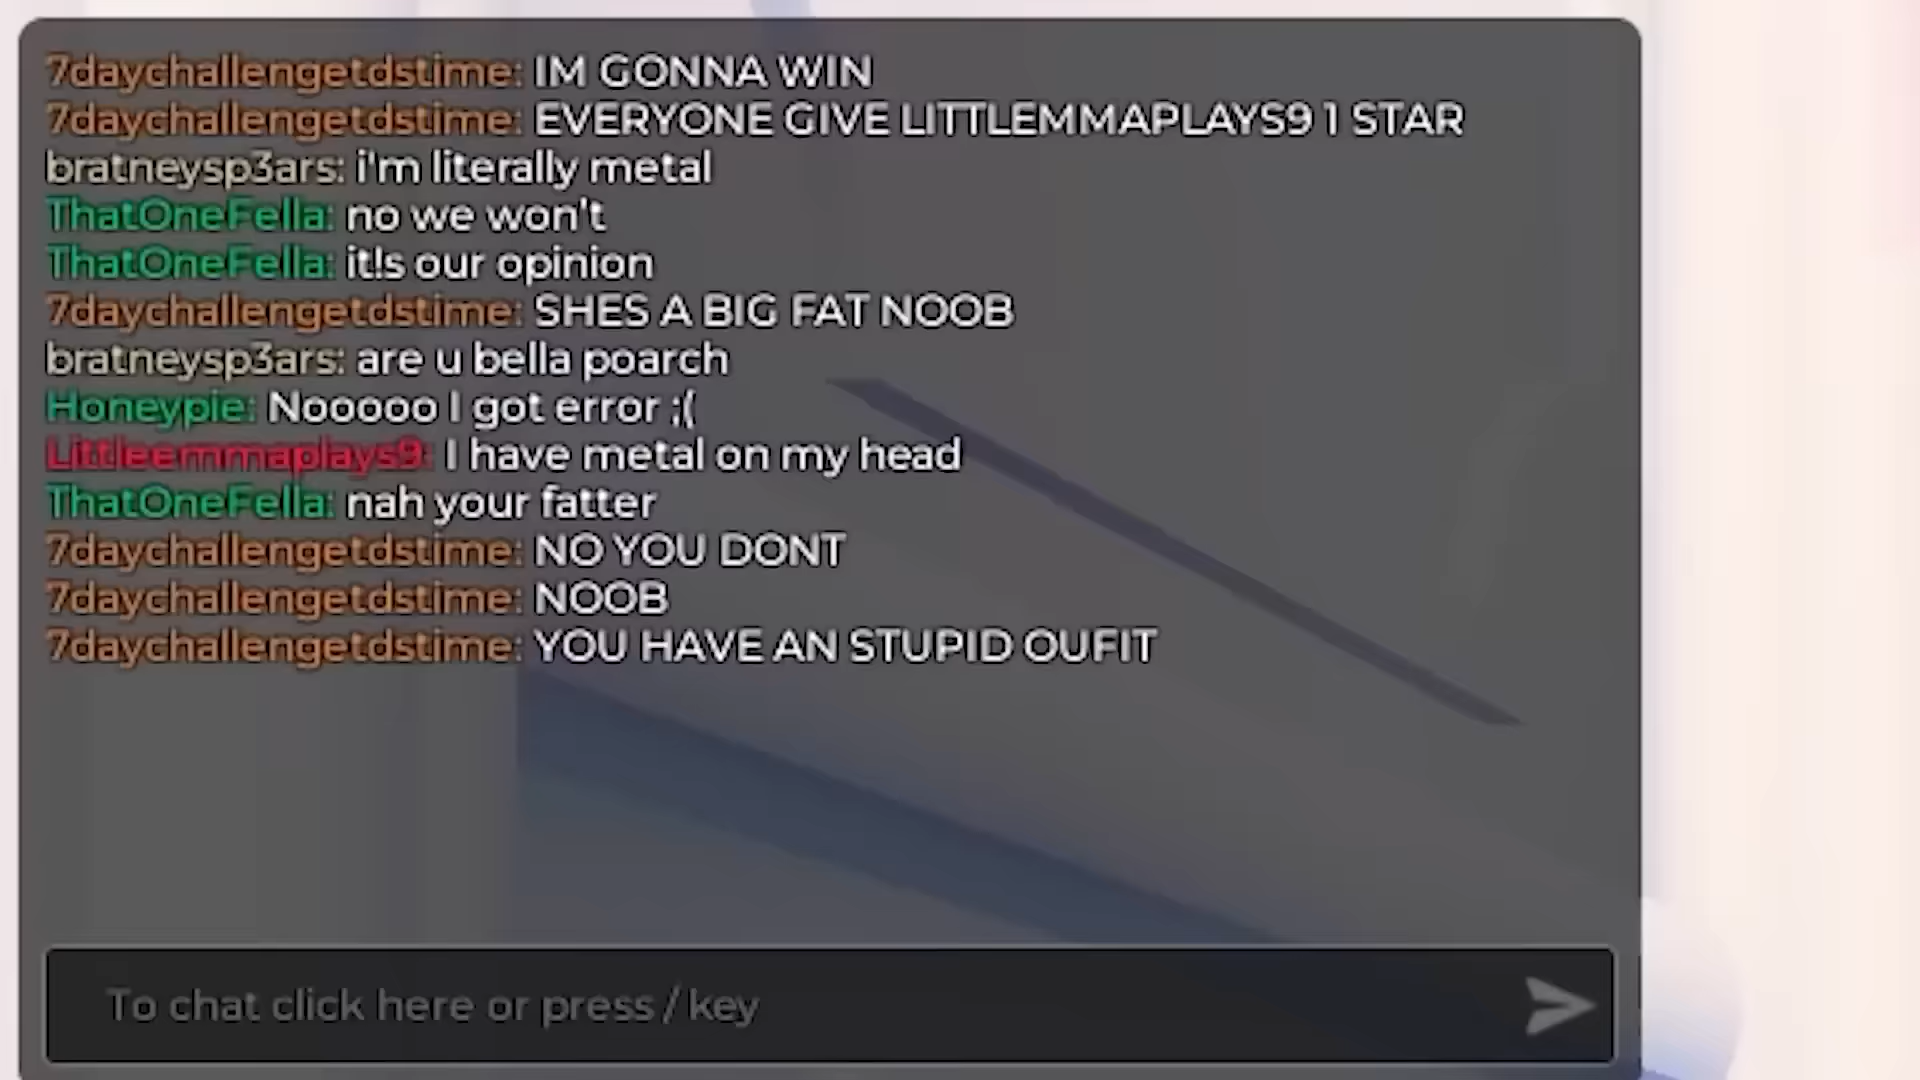 7daychallengetdstime: IM GONNA WIN
7daychallengetdstime: EVERYONE GIVE LITTLEMMAPLAYS9 1 STAR
bratneysp3ars: i'm literally metal
ThatOneFella: no we won't
ThatOneFella: it!s our opinion
7daychallengetdstime: SHES A BIG FAT NOOB
bratneysp3ars: are u bella poarch
Honeypie: Nooooo I got error ;(
Littleemmaplays9: I have metal on my head
ThatOneFella: nah your fatter
7daychallengetdstime: NO YOU DONT
7daychallengetdstime: NOOB
7daychallengetdstime: YOU HAVE AN STUPID OUFIT
To chat click here or press / key